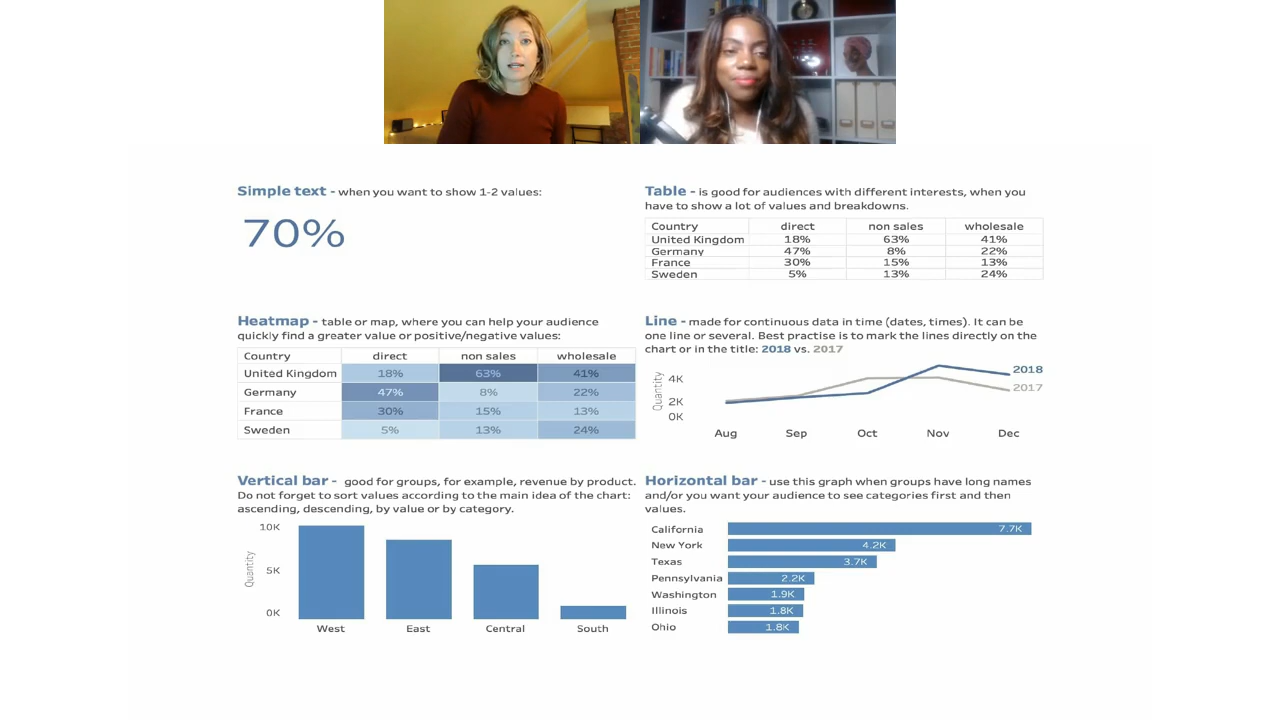 Simple text - when you want to show 1-2 values:
70%
Table - is good for audiences with different interests, when you
have to show a lot of values and breakdowns.
Country direct non sales wholesale
United Kingdom 18% 63% 41%
Germany 47% 8% 22%
France 30% 15% 13%
Sweden 5% 13% 24%
Heatmap - table or map, where you can help your audience
quickly find a greater value or positive/negative values:
Country direct non sales wholesale
United Kingdom 18% 63% 41%
Germany 47% 8% 22%
France 30% 15% 13%
Sweden 5% 13% 24%
Line - made for continuous data in time (dates, times). It can be
one line or several. Best practise is to mark the lines directly on the
chart or in the title: 2018 vs. 2017
Quantity
4K
2K
0K
2018
2017
Aug Sep Oct Nov Dec
Vertical bar - good for groups, for example, revenue by product.
Do not forget to sort values according to the main idea of the chart:
ascending, descending, by value or by category.
Quantity
10K
5K
0K
West East Central South
Horizontal bar - use this graph when groups have long names
and/or you want your audience to see categories first and then
values.
California 7.7K
New York 4.2K
Texas 3.7K
Pennsylvania 2.2K
Washington 1.9K
Illinois 1.8K
Ohio 1.8K